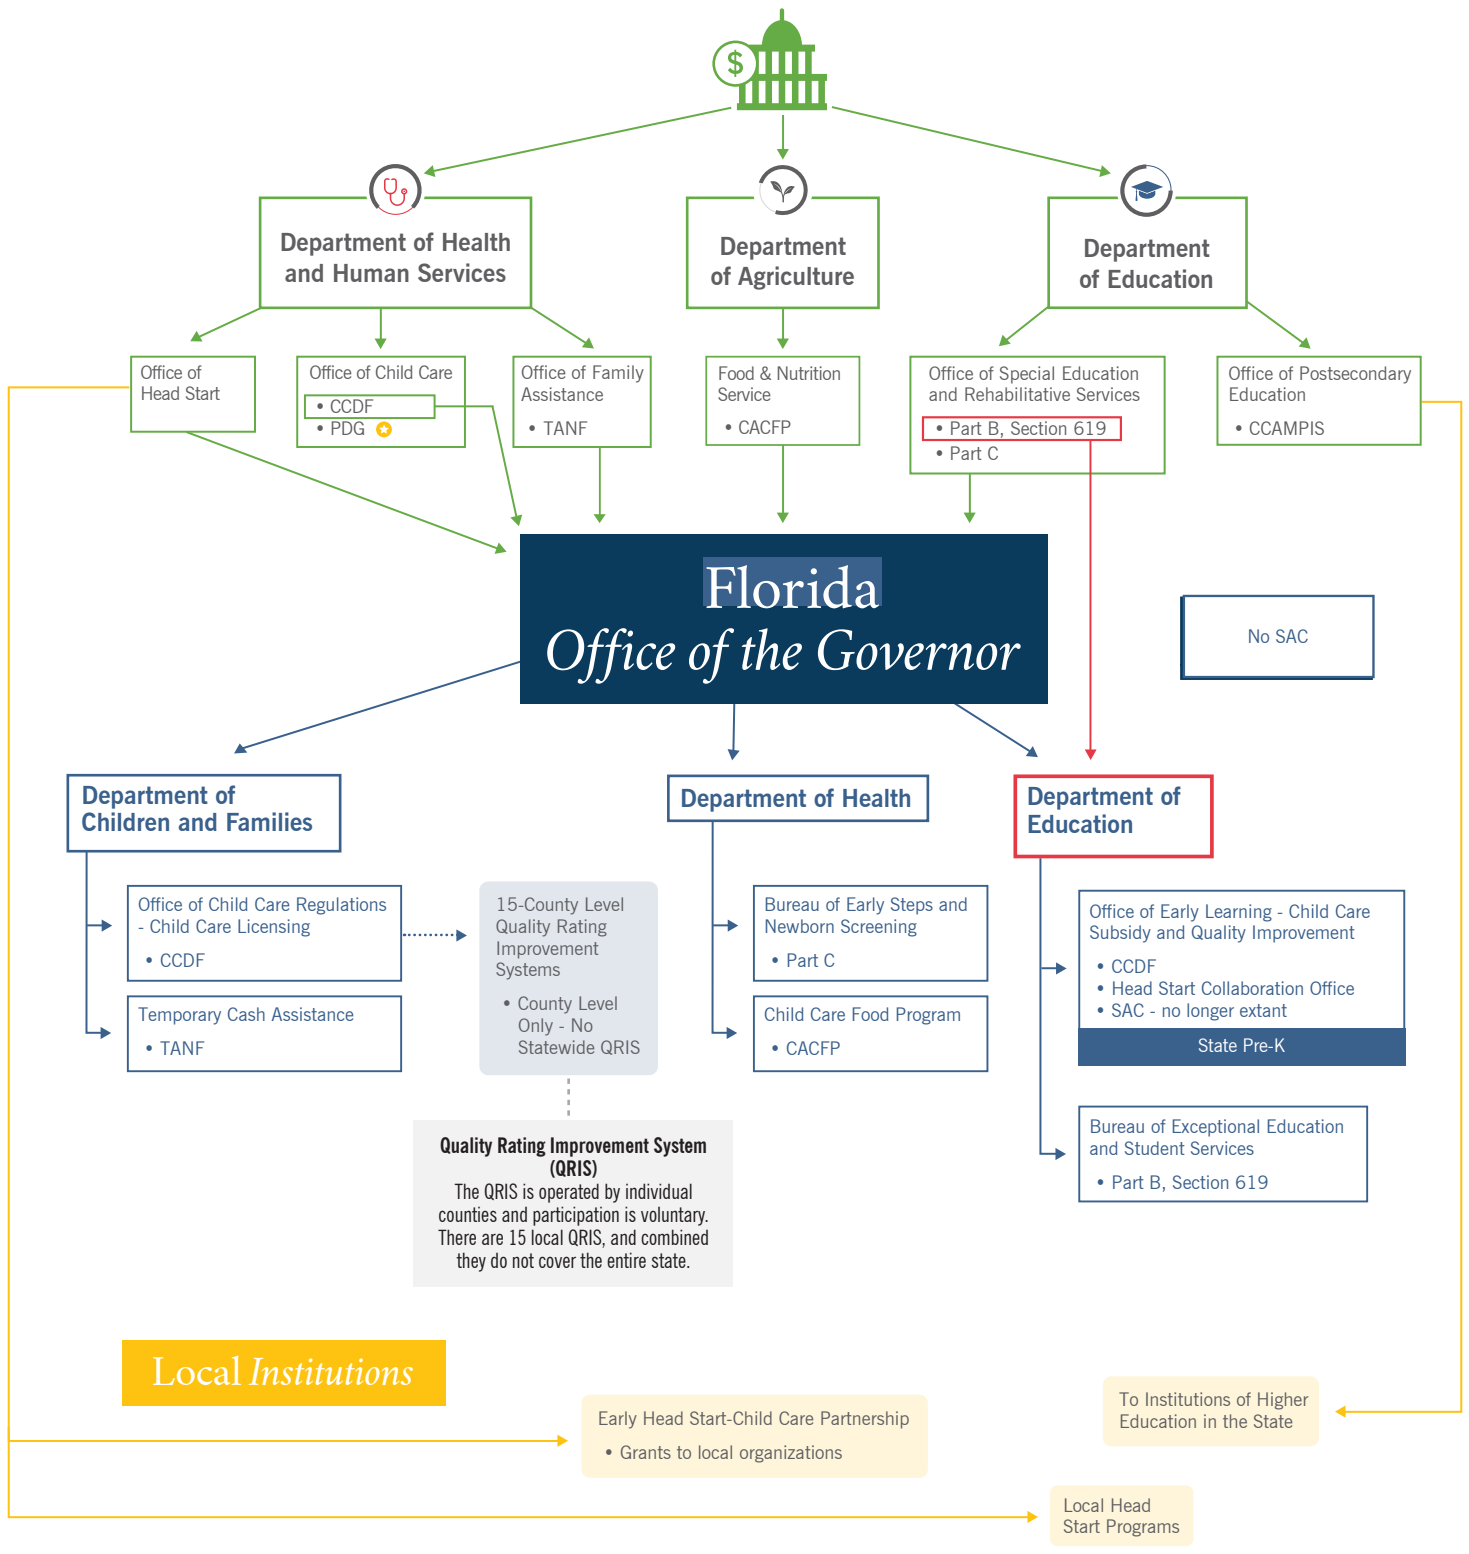 $
Department of Health
and Human Services
Department
of Agriculture
Department
of Education
Office of
Head Start
Office of Child Care
• CCDF
• PDG
Office of Family
Assistance
• TANF
Food & Nutrition
Service
• CACFP
Office of Special Education
and Rehabilitative Services
• Part B, Section 619
• Part C
Office of Postsecondary
Education
• CCAMPIS
Florida
Office of the Governor
No SAC
Department of
Children and Families
Office of Child Care Regulations
- Child Care Licensing
• CCDF
Temporary Cash Assistance
• TANF
15-County Level
Quality Rating
Improvement
Systems
• County Level
Only - No
Statewide QRIS
Quality Rating Improvement System
(QRIS)
The QRIS is operated by individual
counties and participation is voluntary.
There are 15 local QRIS, and combined
they do not cover the entire state.
Department of Health
Bureau of Early Steps and
Newborn Screening
• Part C
Child Care Food Program
• CACFP
Department of
Education
Office of Early Learning - Child Care
Subsidy and Quality Improvement
• CCDF
• Head Start Collaboration Office
• SAC - no longer extant
State Pre-K
Bureau of Exceptional Education
and Student Services
• Part B, Section 619
Local Institutions
Early Head Start-Child Care Partnership
• Grants to local organizations
To Institutions of Higher
Education in the State
Local Head
Start Programs